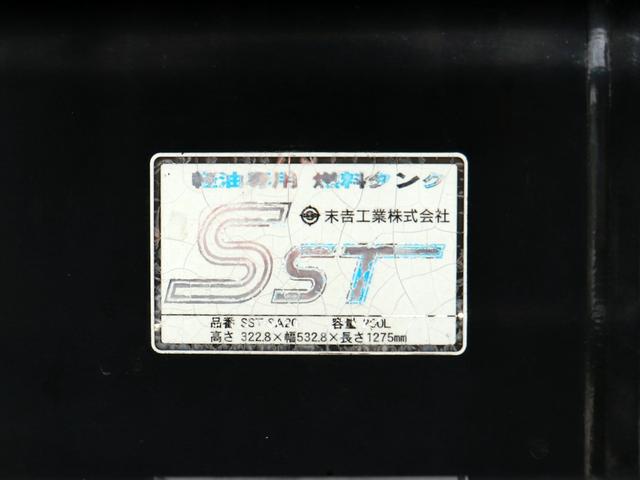 軽油専用 燃料タンク
末吉工業株式会社
SST
品番 容量
高さ 322.8×幅532.8×長さ1275mm